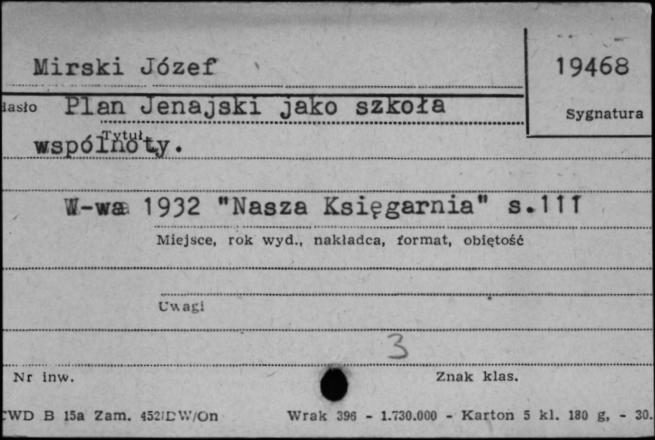 Mirski Józef
19468
iasło Plan Jenajski jako szkoła
Sygnatura
Tytuł
wspólnoty.
W-wa 1932 "Nasza Księgarnia" s.111
Miejsce, rok wyd., nakładca, format, objętość
Uwagi
3
Nr inw.
Znak klas.
CWD B 15a Zam. 452/DW/On Wrak 396 - 1.730.000 - Karton 5 kl. 180 g, - 30.